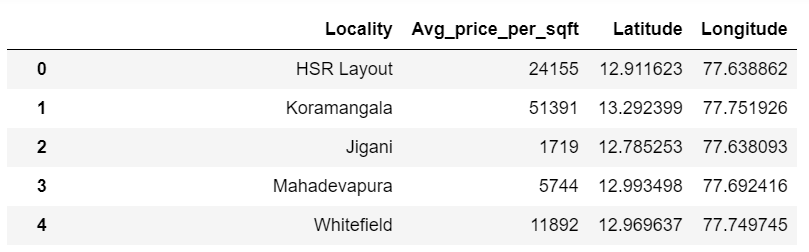 Locality Avg_price_per_sqft Latitude Longitude
0 HSR Layout 24155 12.911623 77.638862
1 Koramangala 51391 13.292399 77.751926
2 Jigani 1719 12.785253 77.638093
3 Mahadevapura 5744 12.993498 77.692416
4 Whitefield 11892 12.969637 77.749745